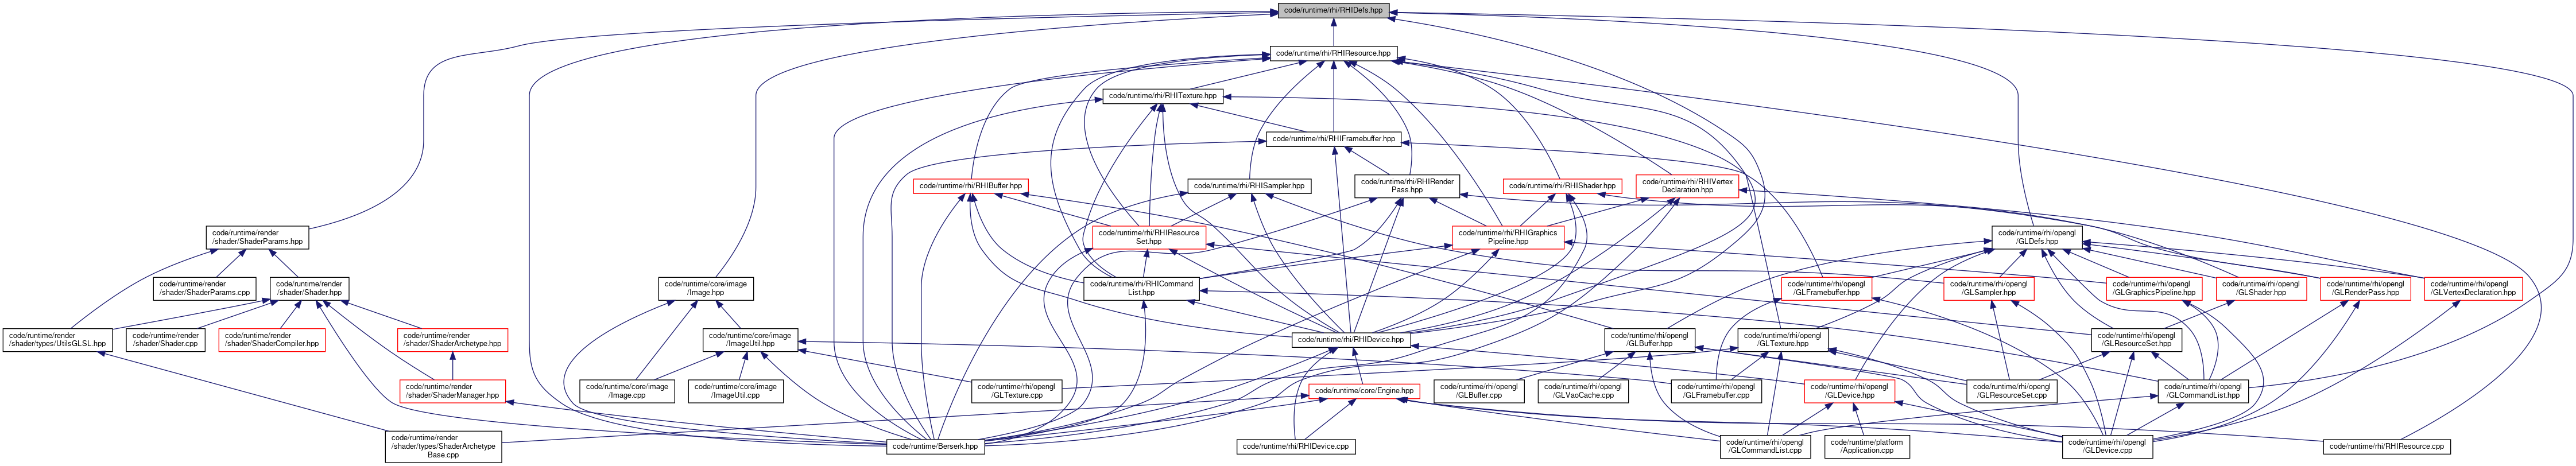 code/runtime/rhi/RHIDefs.hpp
code/runtime/rhi/RHIResource.hpp
code/runtime/rhi/RHITexture.hpp
code/runtime/rhi/RHIFramebuffer.hpp
code/runtime/rhi/RHIBuffer.hpp
code/runtime/rhi/RHISampler.hpp
code/runtime/rhi/RHIRender
Pass.hpp
code/runtime/rhi/RHIShader.hpp
code/runtime/rhi/RHIVertex
Declaration.hpp
code/runtime/render
/shader/ShaderParams.hpp
code/runtime/rhi/RHIResource
Set.hpp
code/runtime/rhi/RHIGraphics
Pipeline.hpp
code/runtime/rhi/opengl
/GLDefs.hpp
code/runtime/render
/shader/ShaderParams.cpp
code/runtime/render
/shader/Shader.hpp
code/runtime/core/image
/Image.hpp
code/runtime/rhi/RHICommand
List.hpp
code/runtime/rhi/opengl
/GLFramebuffer.hpp
code/runtime/rhi/opengl
/GLSampler.hpp
code/runtime/rhi/opengl
/GLGraphicsPipeline.hpp
code/runtime/rhi/opengl
/GLShader.hpp
code/runtime/rhi/opengl
/GLRenderPass.hpp
code/runtime/rhi/opengl
/GLVertexDeclaration.hpp
code/runtime/render
/shader/types/UtilsGLSL.hpp
code/runtime/render
/shader/Shader.cpp
code/runtime/render
/shader/ShaderCompiler.hpp
code/runtime/render
/shader/ShaderArchetype.hpp
code/runtime/core/image
/ImageUtil.hpp
code/runtime/rhi/RHIDevice.hpp
code/runtime/rhi/opengl
/GLBuffer.hpp
code/runtime/rhi/opengl
/GLTexture.hpp
code/runtime/rhi/opengl
/GLResourceSet.hpp
code/runtime/render
/shader/ShaderManager.hpp
code/runtime/core/image
/Image.cpp
code/runtime/core/image
/ImageUtil.cpp
code/runtime/rhi/opengl
/GLTexture.cpp
code/runtime/core/Engine.hpp
code/runtime/rhi/opengl
/GLBuffer.cpp
code/runtime/rhi/opengl
/GLVaoCache.cpp
code/runtime/rhi/opengl
/GLDevice.hpp
code/runtime/rhi/opengl
/GLFramebuffer.cpp
code/runtime/rhi/opengl
/GLResourceSet.cpp
code/runtime/rhi/opengl
/GLCommandList.hpp
code/runtime/render
/shader/types/ShaderArchetype
Base.cpp
code/runtime/Berserk.hpp
code/runtime/rhi/RHIDevice.cpp
code/runtime/rhi/opengl
/GLCommandList.cpp
code/runtime/platform
/Application.cpp
code/runtime/rhi/opengl
/GLDevice.cpp
code/runtime/rhi/RHIResource.cpp